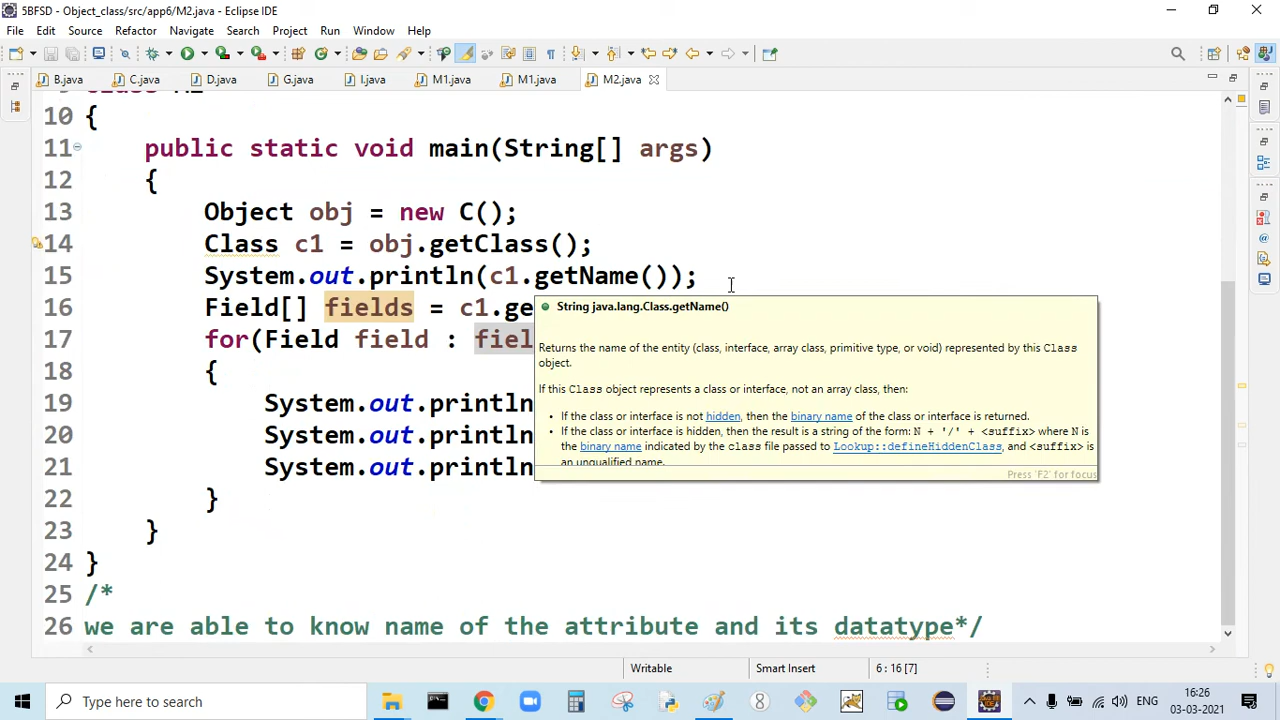 5BFSD - Object_class/src/app6/M2.java - Eclipse IDE
File Edit Source Refactor Navigate Search Project Run Window Help
B.java C.java D.java G.java I.java M1.java M1.java M2.java
10 {
11 public static void main(String[] args)
12 {
13 Object obj = new C();
14 Class c1 = obj.getClass();
15 System.out.println(c1.getName());
16 Field[] fields = c1.ge
String java.lang.Class.getName()
17 for(Field field : fiel
Returns the name of the entity (class, interface, array class, primitive type, or void) represented by this Class
object.
18 {
If this Class object represents a class or interface, not an array class, then:
19 System.out.println
• If the class or interface is not hidden, then the binary name of the class or interface is returned.
20 System.out.println
• If the class or interface is hidden, then the result is a string of the form: N + '/' + <suffix> where N is
the binary name indicated by the class file passed to Lookup::defineHiddenClass, and <suffix> is
21 System.out.println
an unqualified name.
Press 'F2' for focus
22 }
23 }
24 }
25 /*
26 we are able to know name of the attribute and its datatype*/
Writable Smart Insert 6 : 16 [7]
Type here to search
ENG
6:26
03-03-2021